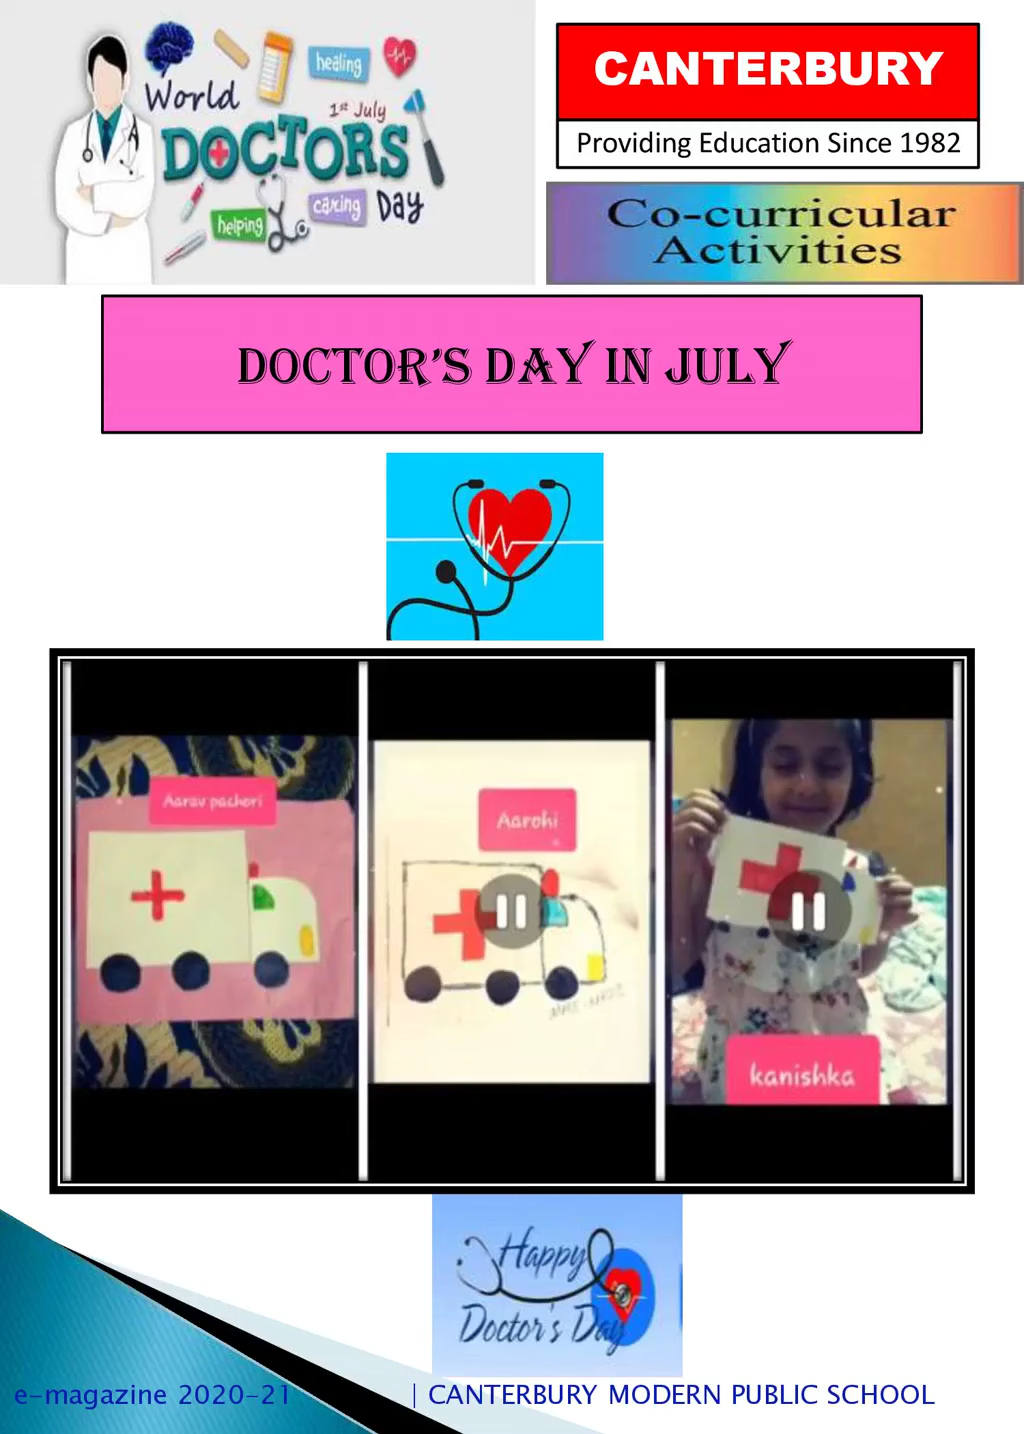 World
1st July
DOCTORS
Day
healing
helping
caring
CANTERBURY
Providing Education Since 1982
Co-curricular
Activities
DOCTOR’S DAY IN JULY
Aarav pachori
Aarohi
kanishka
Happy
Doctor's Day
e-magazine 2020-21 | CANTERBURY MODERN PUBLIC SCHOOL